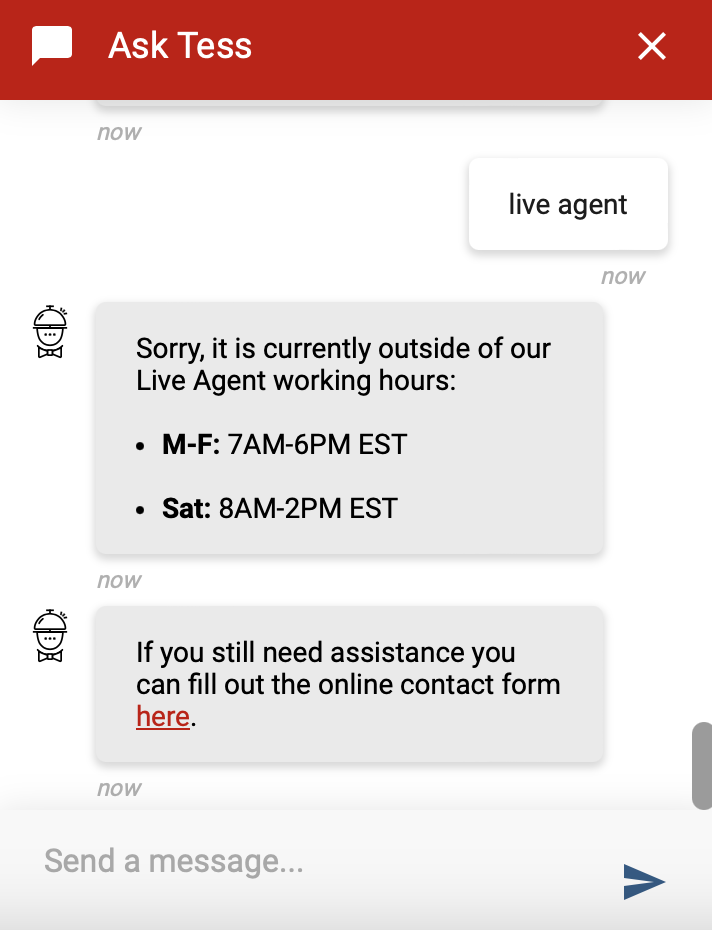 Ask Tess
now
live agent
now
Sorry, it is currently outside of our
Live Agent working hours:
• M-F: 7AM-6PM EST
• Sat: 8AM-2PM EST
now
If you still need assistance you
can fill out the online contact form
here.
now
Send a message...